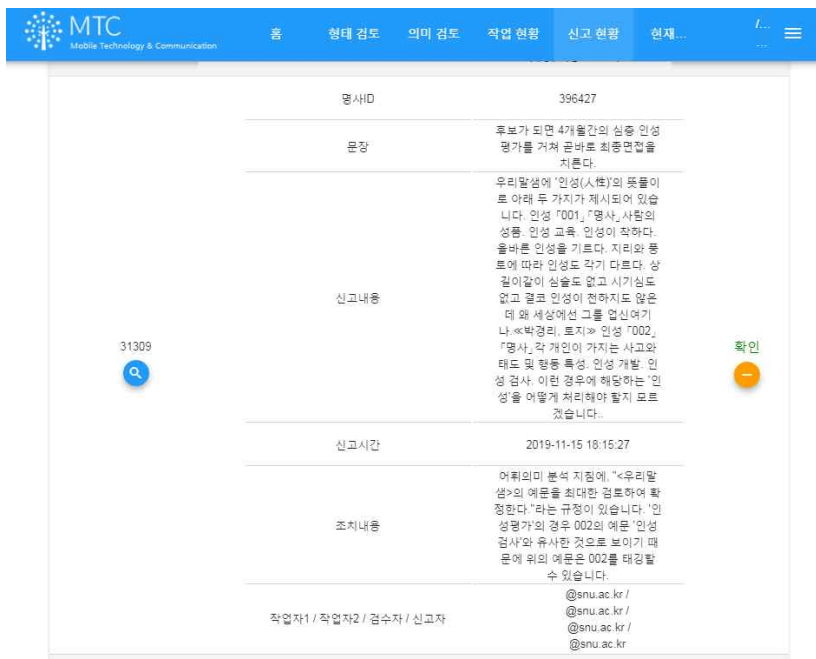 MTC
Mobile Technology & Communication
홈
형태 검토
의미 검토
작업 현황
신고 현황
현재...
/...
...
명사ID
396427
문장
후보가 되면 4개월간의 심층 인성
평가를 거쳐 곧바로 최종면접을
치른다.
31309
신고내용
우리말샘에 '인성(人性)'의 뜻풀이
로 아래 두 가지가 제시되어 있습
니다. 인성 「001」「명사」사람의
성품. 인성 교육. 인성이 착하다.
올바른 인성을 기르다. 지리와 풍
토에 따라 인성도 각기 다르다. 상
길이같이 심술도 없고 시기심도
없고 결코 인성이 천하지도 않은
데 왜 세상에선 그를 업신여기
나.≪박경리, 토지≫ 인성 「002」
「명사」각 개인이 가지는 사고와
태도 및 행동 특성. 인성 개발. 인
성 검사. 이런 경우에 해당하는 '인
성'을 어떻게 처리해야 할지 모르
겠습니다..
확인
신고시간
2019-11-15 18:15:27
조치내용
어휘의미 분석 지침에, "<우리말
샘>의 예문을 최대한 검토하여 확
정한다."라는 규정이 있습니다. '인
성평가'의 경우 002의 예문 '인성
검사'와 유사한 것으로 보이기 때
문에 위의 예문은 002를 태깅할
수 있습니다.
작업자1 / 작업자2 / 검수자 / 신고자
@snu.ac.kr /
@snu.ac.kr /
@snu.ac.kr /
@snu.ac.kr